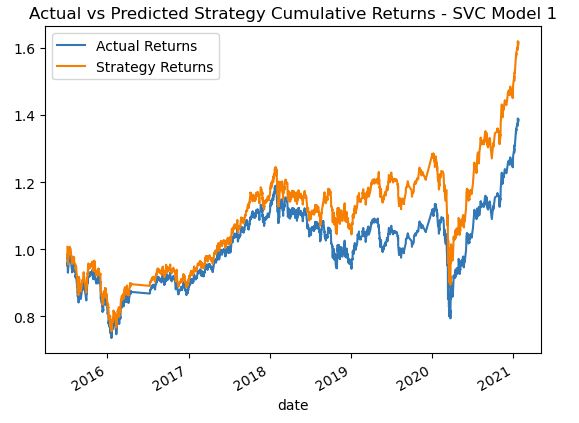 Actual vs Predicted Strategy Cumulative Returns - SVC Model 1
Actual Returns
Strategy Returns
1.6
1.4
1.2
1.0
0.8
2016
2017
2018
2019
2020
2021
date